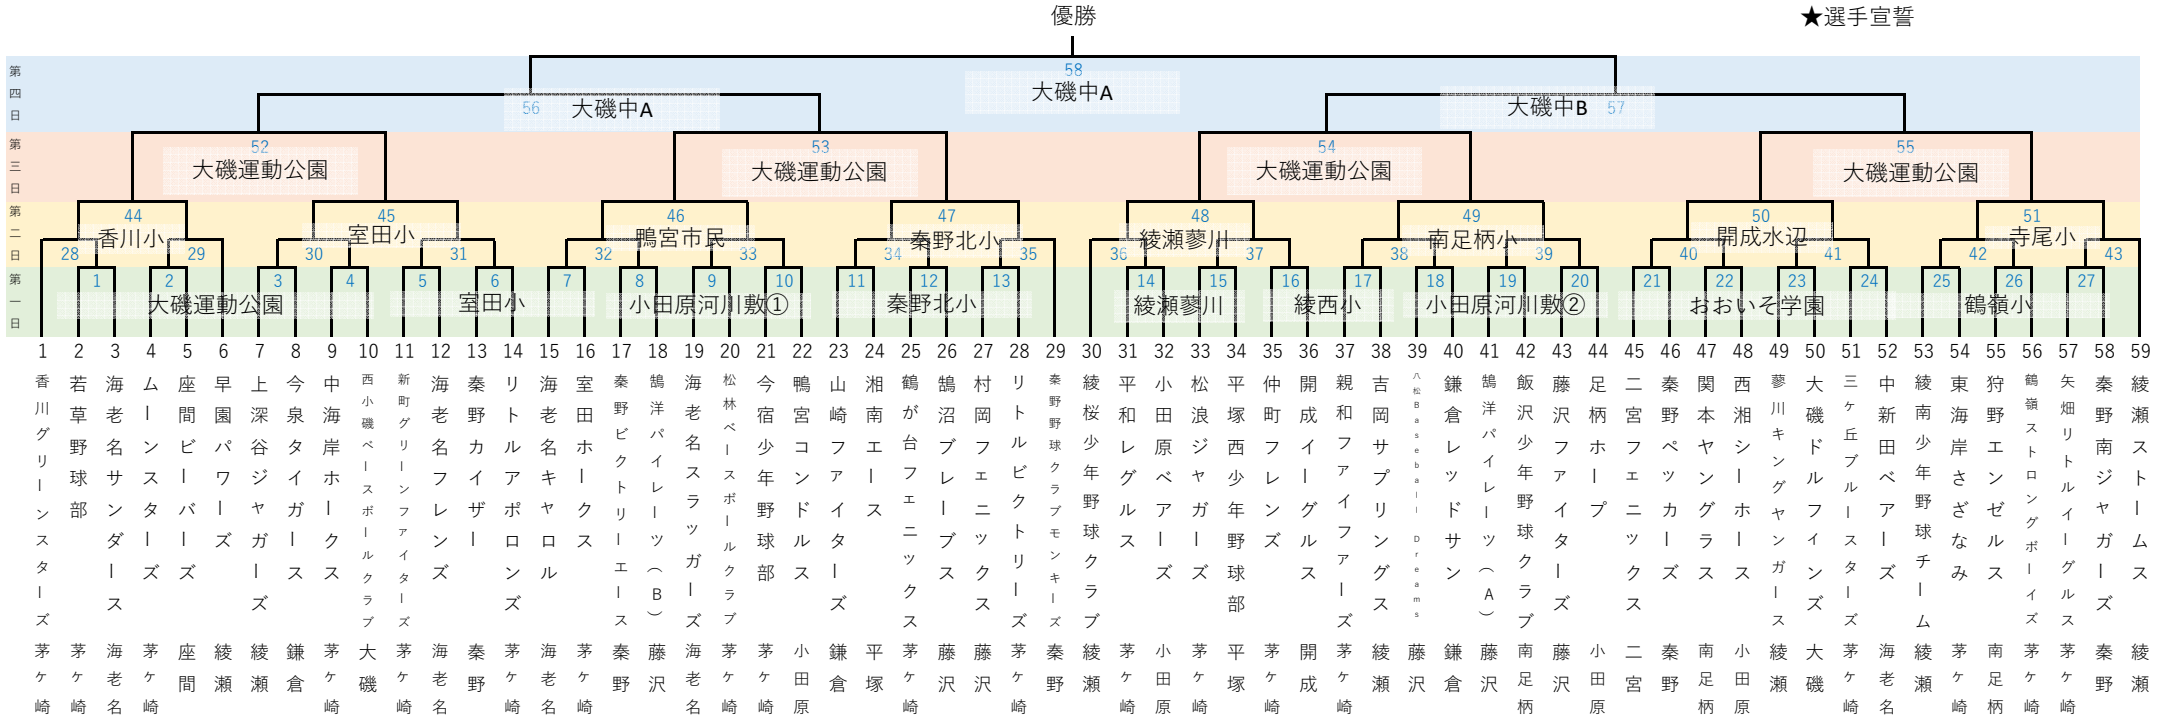 優勝
★選手宣誓
第四日
58
大磯中A
56
大磯中A
大磯中B
57
第三日
52
53
54
55
大磯運動公園
大磯運動公園
大磯運動公園
大磯運動公園
第二日
44
45
46
47
48
49
50
51
香川小
室田小
鴨宮市民
秦野北小
綾瀬蓼川
南足柄小
開成水辺
寺尾小
28
29
30
31
32
33
34
35
36
37
38
39
40
41
42
43
第一日
1
2
3
4
5
6
7
8
9
10
11
12
13
14
15
16
17
18
19
20
21
22
23
24
25
26
27
大磯運動公園
室田小
小田原河川敷①
秦野北小
綾瀬蓼川
綾西小
小田原河川敷②
おおいそ学園
鶴嶺小
1 香川グリーンスターズ 茅ヶ崎
2 若草野球部 茅ヶ崎
3 海老名サンダース 海老名
4 ムーンスターズ 茅ヶ崎
5 座間ビーバーズ 座間
6 早園パワーズ 綾瀬
7 上深谷ジャガーズ 綾瀬
8 今泉タイガース 鎌倉
9 中海岸ホークス 茅ヶ崎
10 西小磯ベースボールクラブ 大磯
11 新町グリーンファイターズ 茅ヶ崎
12 海老名フレンズ 海老名
13 秦野カイザー 秦野
14 リトルアポロンズ 茅ヶ崎
15 海老名キャロル 海老名
16 室田ホークス 茅ヶ崎
17 秦野ビクトリーエース 秦野
18 鵠洋パイレーツ（B） 藤沢
19 海老名スラッガーズ 海老名
20 松林ベースボールクラブ 茅ヶ崎
21 今宿少年野球部 茅ヶ崎
22 鴨宮コンドルス 小田原
23 山崎ファイターズ 鎌倉
24 湘南エース 平塚
25 鶴が台フェニックス 茅ヶ崎
26 鵠沼ブレーブス 藤沢
27 村岡フェニックス 藤沢
28 リトルビクトリーズ 茅ヶ崎
29 秦野野球クラブモンキーズ 秦野
30 綾桜少年野球クラブ 綾瀬
31 平和レグルス 茅ヶ崎
32 小田原ベアーズ 小田原
33 松浪ジャガーズ 茅ヶ崎
34 平塚西少年野球部 平塚
35 仲町フレンズ 茅ヶ崎
36 開成イーグルス 開成
37 親和ファイファーズ 茅ヶ崎
38 吉岡サプリングス 綾瀬
39 八松Baseball Dreams 藤沢
40 鎌倉レッドサン 鎌倉
41 鵠洋パイレーツ（A） 藤沢
42 飯沢少年野球クラブ 南足柄
43 藤沢ファイターズ 藤沢
44 足柄ホープ 小田原
45 二宮フェニックス 二宮
46 秦野ペッカーズ 秦野
47 関本ヤングラス 南足柄
48 西湘シーホース 小田原
49 蓼川キングヤンガース 綾瀬
50 大磯ドルフィンズ 大磯
51 三ケ丘ブルースターズ 茅ヶ崎
52 中新田ベアーズ 海老名
53 綾南少年野球チーム 綾瀬
54 東海岸さざなみ 茅ヶ崎
55 狩野エンゼルス 南足柄
56 鶴嶺ストロングボーイズ 茅ヶ崎
57 矢畑リトルイーグルス 茅ヶ崎
58 秦野南ジャガーズ 秦野
59 綾瀬ストームス 綾瀬